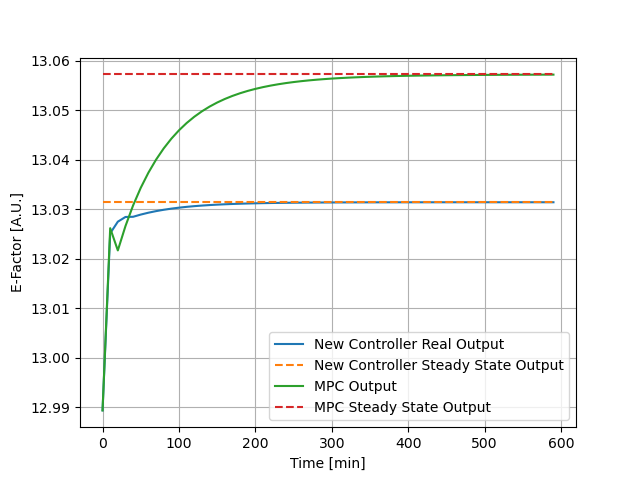 13.06
13.05
13.04
13.03
13.02
13.01
13.00
12.99
E-Factor [A.U.]
New Controller Real Output
New Controller Steady State Output
MPC Output
MPC Steady State Output
0 100 200 300 400 500 600
Time [min]